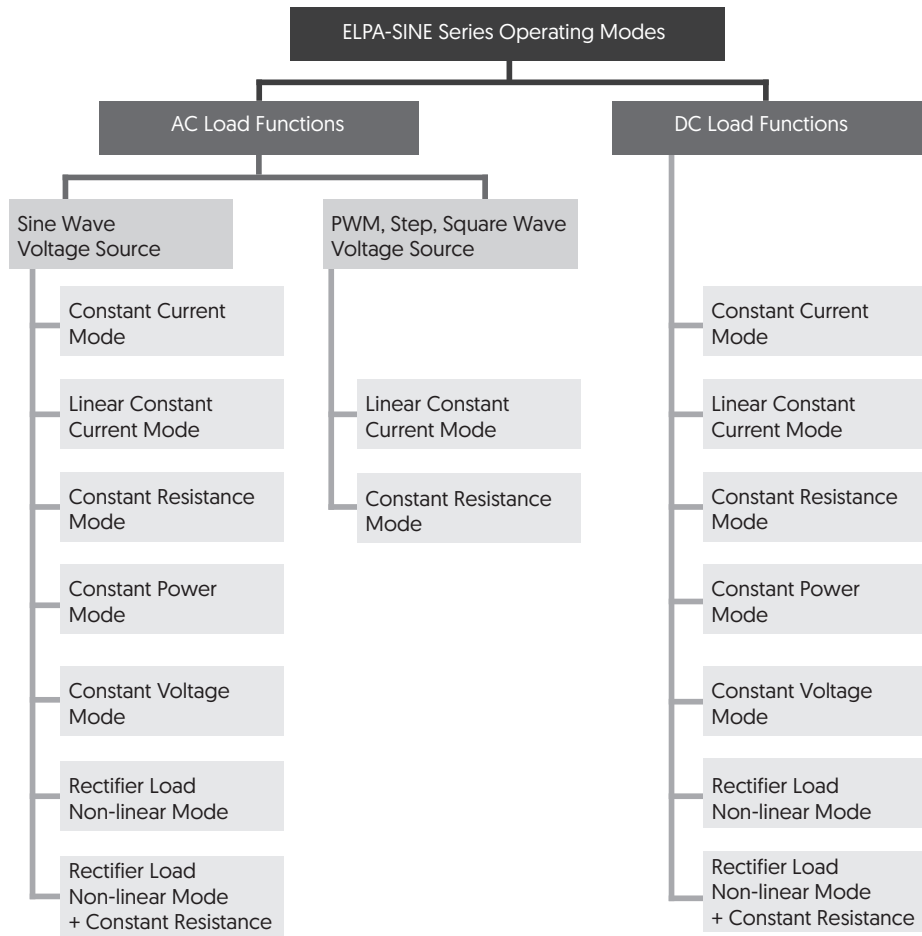 ELPA-SINE Series Operating Modes
AC Load Functions
DC Load Functions
Sine Wave
Voltage Source
PWM, Step, Square Wave
Voltage Source
Constant Current
Mode
Linear Constant
Current Mode
Constant Resistance
Mode
Constant Power
Mode
Constant Voltage
Mode
Rectifier Load
Non-linear Mode
Rectifier Load
Non-linear Mode
+ Constant Resistance
Linear Constant
Current Mode
Constant Resistance
Mode
Constant Current
Mode
Linear Constant
Current Mode
Constant Resistance
Mode
Constant Power
Mode
Constant Voltage
Mode
Rectifier Load
Non-linear Mode
Rectifier Load
Non-linear Mode
+ Constant Resistance